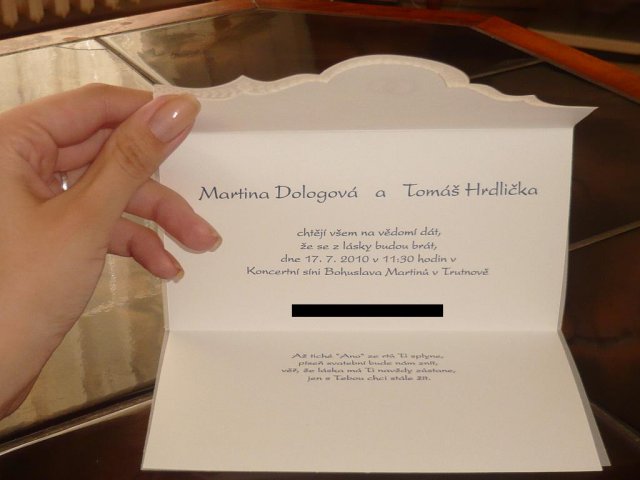 Martina Dologová a Tomáš Hrdlička
chtějí všem na vědomí dát,
že se z lásky budou brát,
dne 17. 7. 2010 v 11:30 hodin v
Koncertní síni Bohuslava Martinů v Trutnově
Až tiché "Ano" ze rtů Ti splyne,
píseň svatební bude nám znít,
věř, že láska má Ti navždy zůstane,
jen s Tebou chci stále žít.